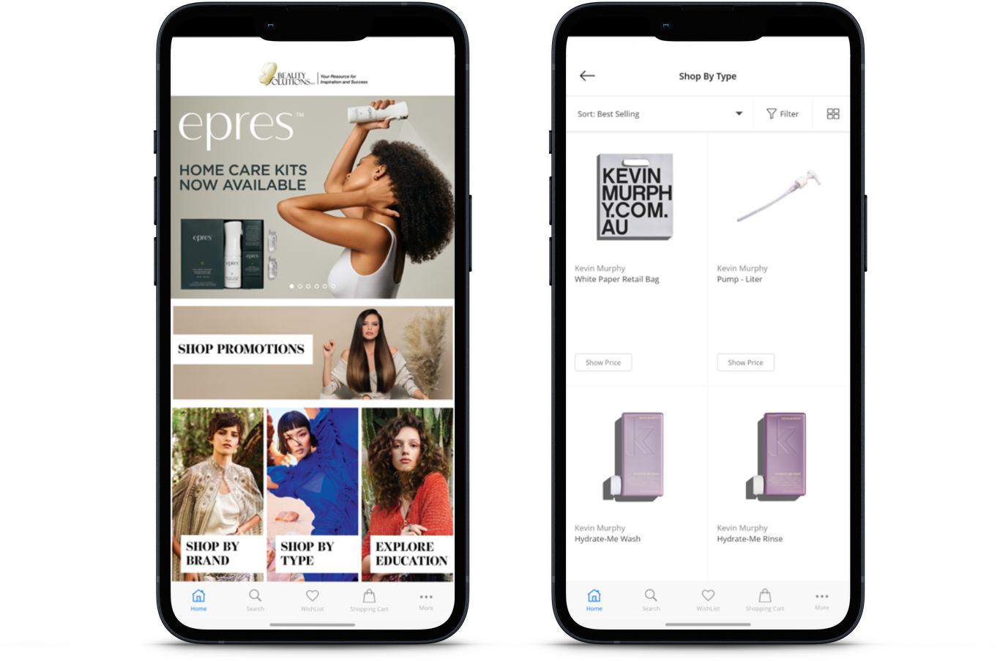 BEAUTY
SOLUTIONS
Your Resource for
Inspiration and Success
epres™
HOME CARE KITS
NOW AVAILABLE
epres
epres
epres
SHOP PROMOTIONS
SHOP BY
BRAND
SHOP BY
TYPE
EXPLORE
EDUCATION
Home
Search
WishList
Shopping Cart
More
Shop By Type
Sort: Best Selling
Filter
KEVIN
MURPH
Y.COM.
AU
Kevin Murphy
White Paper Retail Bag
Show Price
Kevin Murphy
Pump - Liter
Show Price
Kevin Murphy
Hydrate-Me Wash
Kevin Murphy
Hydrate-Me Rinse
Home
Search
WishList
Shopping Cart
More